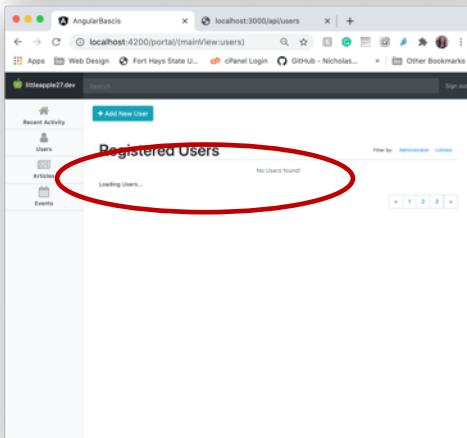 AngularBascis
localhost:3000/api/users
localhost:4200/portal/(mainView:users)
Apps Web Design Fort Hays State U... cPanel Login GitHub - Nicholas... » Other Bookmarks
littleapple27.dev Search Sign out
Recent Activity
Users
Articles
Events
+ Add New User
Registered Users
Filter by: Administrator Limited
No Users found!
Loading Users...
« 1 2 3 »